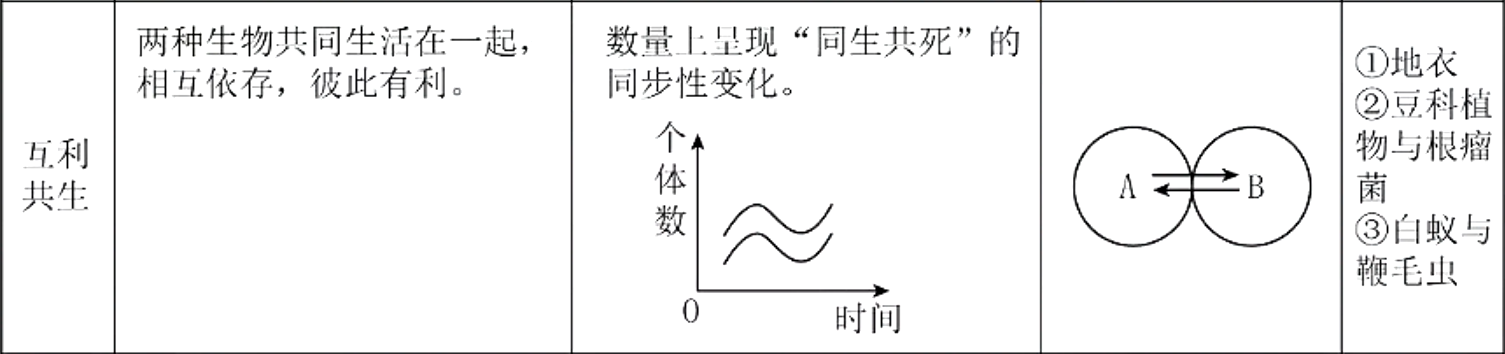 互利
共生
两种生物共同生活在一起，
相互依存，彼此有利。
数量上呈现“同生共死”的
同步性变化。
个
体
数
0
时间
A
B
①地衣
②豆科植
物与根瘤
菌
③白蚁与
鞭毛虫